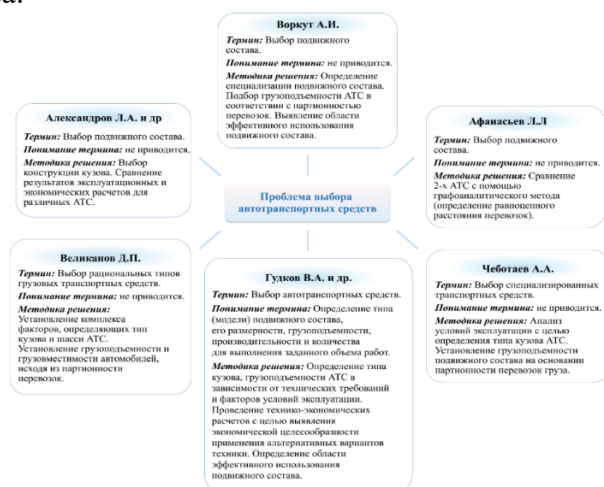 Воркут А.И.
Термин: Выбор подвижного
состава.
Понимание термина: не приводится.
Методика решения: Определение
специализации подвижного состава.
Подбор грузоподъемности АТС в
соответствии с партионностью
перевозок. Выявление области
эффективного использования
подвижного состава.
Александров Л.А. и др
Термин: Выбор подвижного состава.
Понимание термина: не приводится.
Методика решения: Выбор
конструкции кузова. Сравнение
результатов эксплуатационных и
экономических расчетов для
различных АТС.
Афанасьев Л.Л
Термин: Выбор подвижного
состава.
Понимание термина: не приводится.
Методика решения: Сравнение
2-х АТС с помощью
графоаналитического метода
(определение равноценного
расстояния перевозок).
Проблема выбора
автотранспортных средств
Великанов Д.П.
Термин: Выбор рациональных типов
грузовых транспортных средств.
Понимание термина: не приводится.
Методика решения:
Установление комплекса
факторов, определяющих тип
кузова и шасси АТС.
Установление грузоподъемности и
грузовместимости автомобилей,
исходя из партионности
перевозок.
Гудков В.А. и др.
Термин: Выбор автотранспортных средств.
Понимание термина: Определение типа
(модели) подвижного состава,
его размерности, грузоподъемности,
производительности и количества
для выполнения заданного объема работ.
Методика решения: Определение типа
кузова, грузоподъемности АТС в
зависимости от технических требований
и факторов условий эксплуатации.
Проведение технико-экономических
расчетов с целью выявления
экономической целесообразности
применения альтернативных вариантов
техники. Определение области
эффективного использования
подвижного состава.
Чеботаев А.А.
Термин: Выбор специализированных
транспортных средств.
Понимание термина: не приводится.
Методика решения: Анализ
условий эксплуатации с целью
определения типа кузова АТС.
Установление грузоподъемности
подвижного состава на основании
партионности перевозок груза.